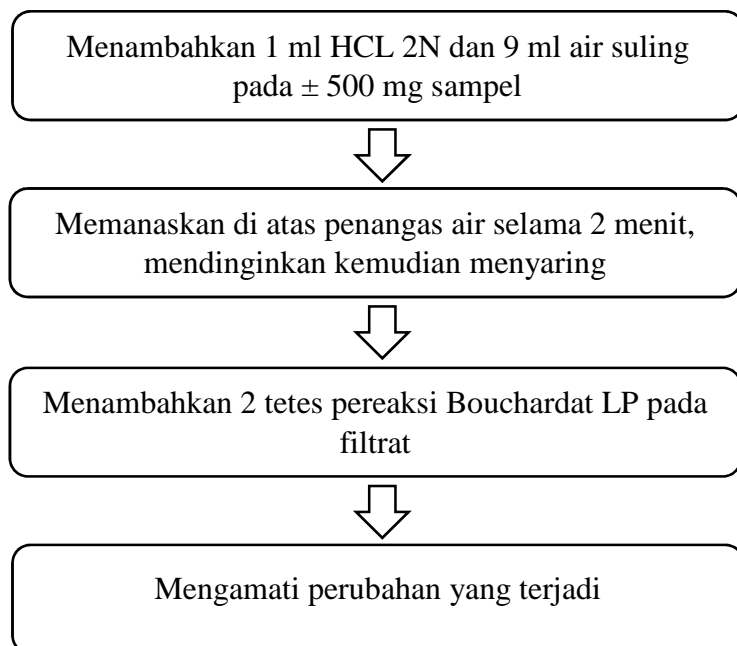 Menambahkan 1 ml HCL 2N dan 9 ml air suling
pada ± 500 mg sampel
Memanaskan di atas penangas air selama 2 menit,
mendinginkan kemudian menyaring
Menambahkan 2 tetes pereaksi Bouchardat LP pada
filtrat
Mengamati perubahan yang terjadi